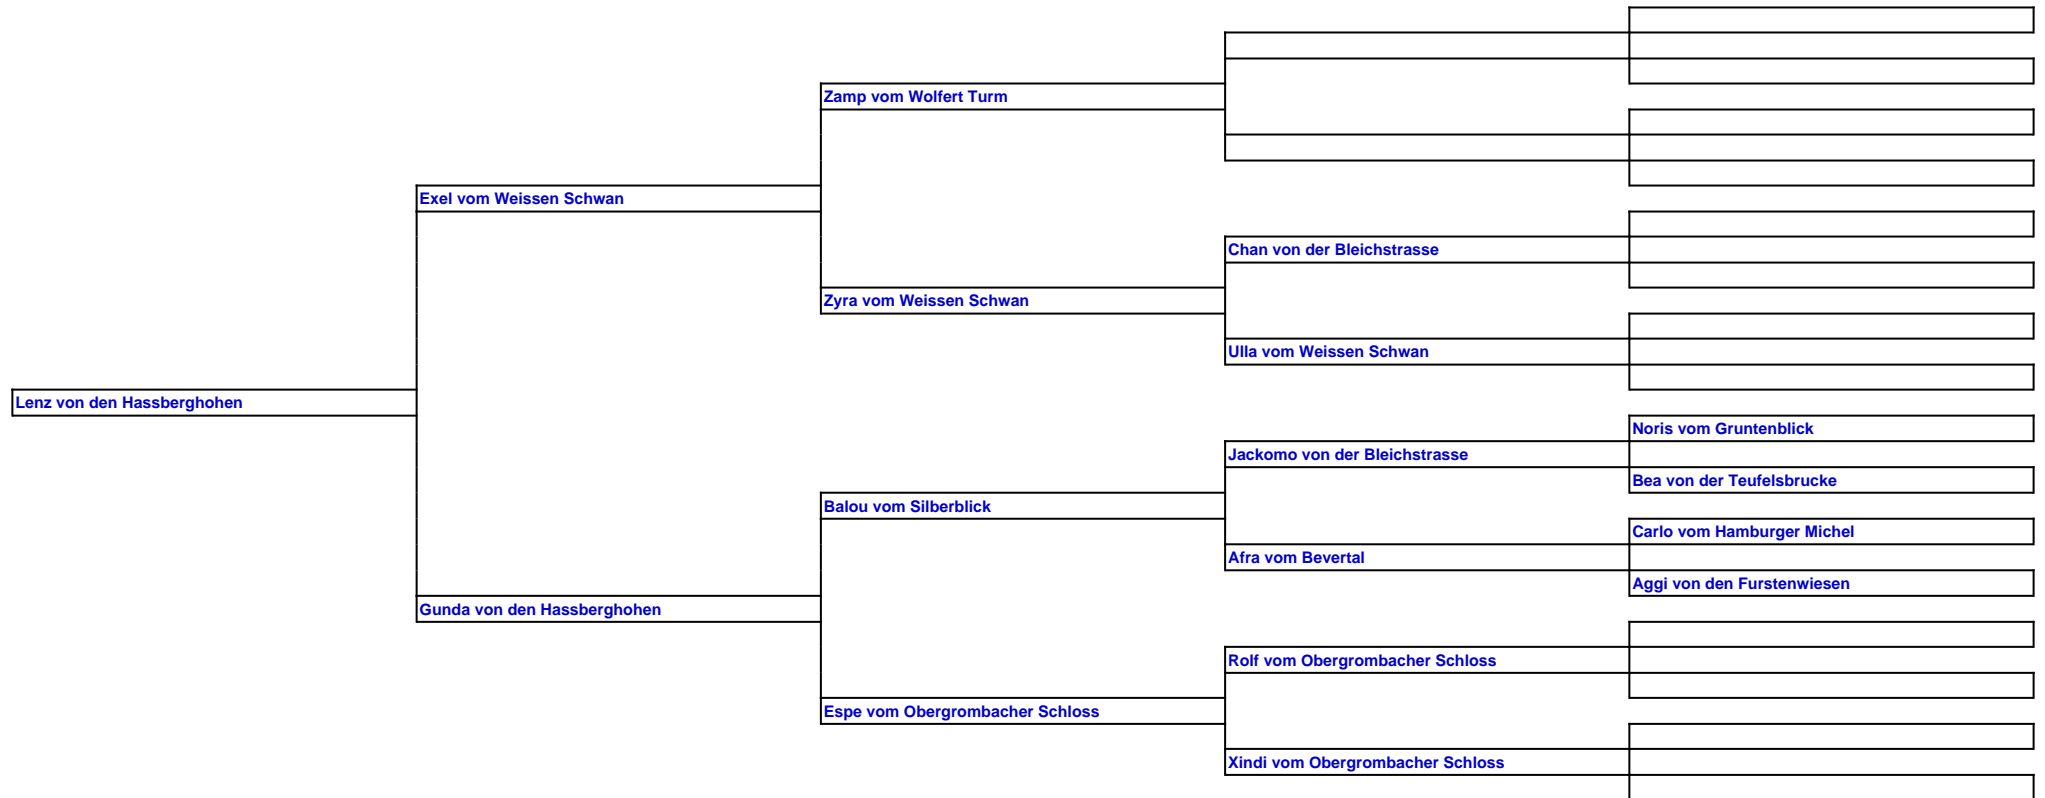 Zamp vom Wolfert Turm
Exel vom Weissen Schwan
Chan von der Bleichstrasse
Zyra vom Weissen Schwan
Ulla vom Weissen Schwan
Lenz von den Hassberghohen
Noris vom Gruntenblick
Jackomo von der Bleichstrasse
Bea von der Teufelsbrucke
Balou vom Silberblick
Carlo vom Hamburger Michel
Afra vom Bevertal
Aggi von den Furstenwiesen
Gunda von den Hassberghohen
Rolf vom Obergrombacher Schloss
Espe vom Obergrombacher Schloss
Xindi vom Obergrombacher Schloss